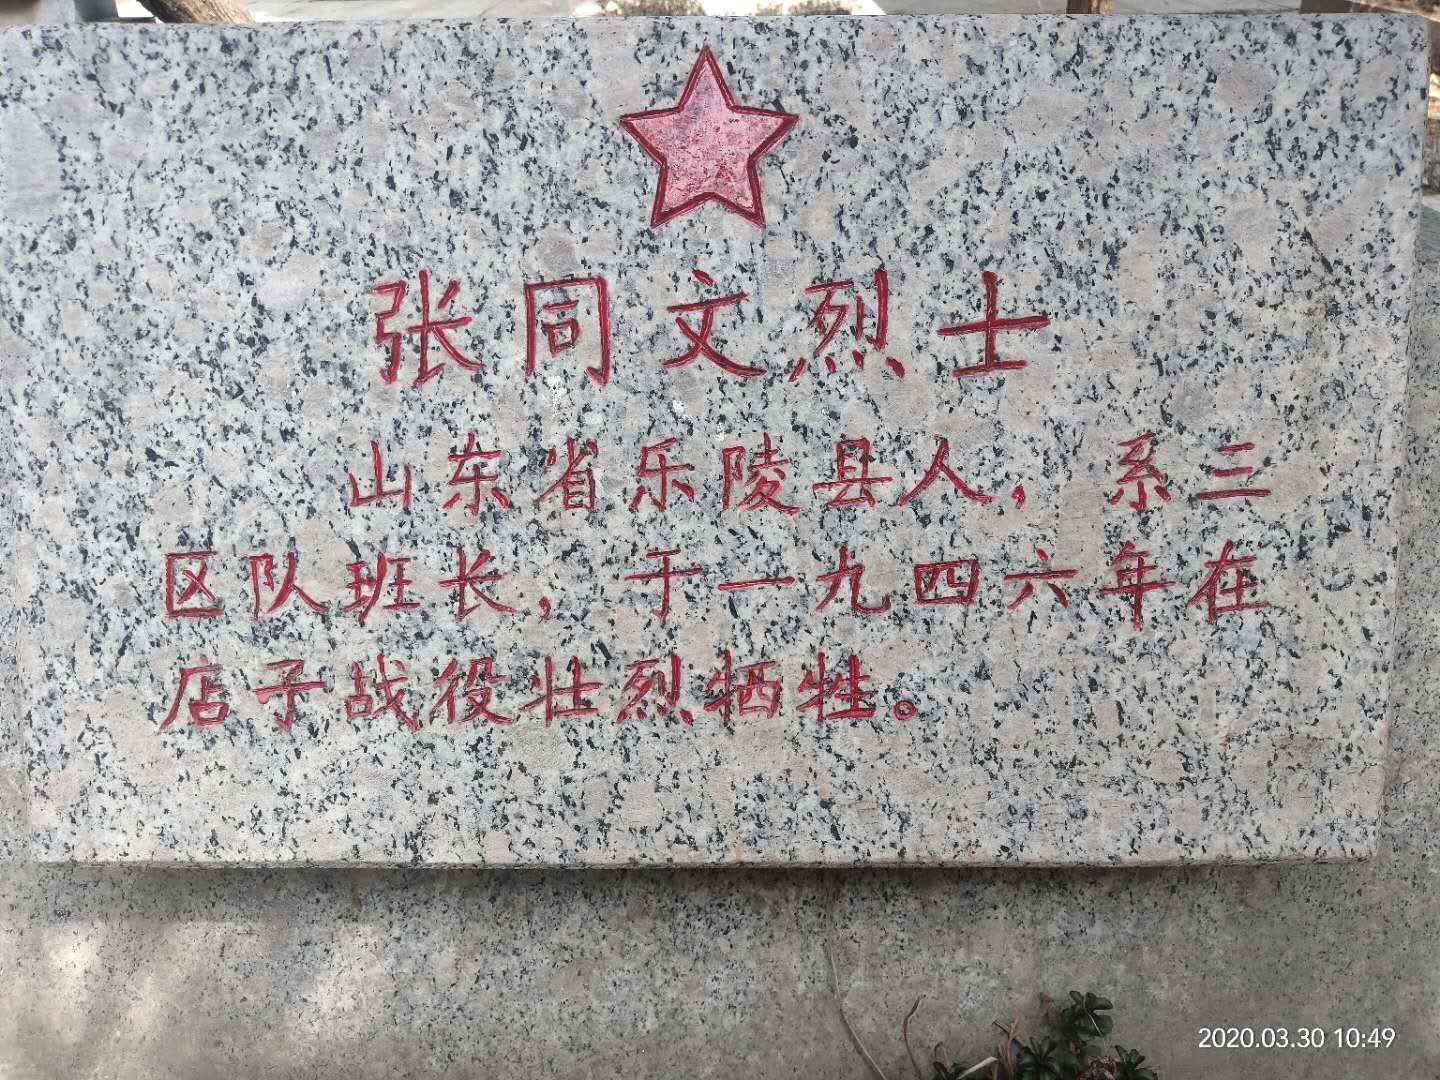 张同文烈士
山东省乐陵县人，系三
区队班长，于一九四六年在
店子战役壮烈牺牲。
2020.03.30 10:49